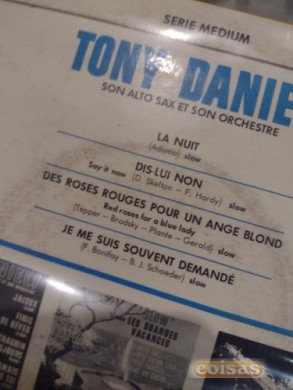 SERIE MEDIUM
TONY DANIE
SON ALTO SAX ET SON ORCHESTRE
LA NUIT
(Adamo) slow
DIS-LUI NON
Say it now (D. Skelton - F. Hardy) slow
DES ROSES ROUGES POUR UN ANGE BLOND
Red roses for a blue lady
(Tepper - Brodsky - Plante - Gerald) slow
JE ME SUIS SOUVENT DEMANDÉ
(F. Bonifay - B. J. Schoeder) slow
JALOUX
LES GRANDES
VACANCES
coisas